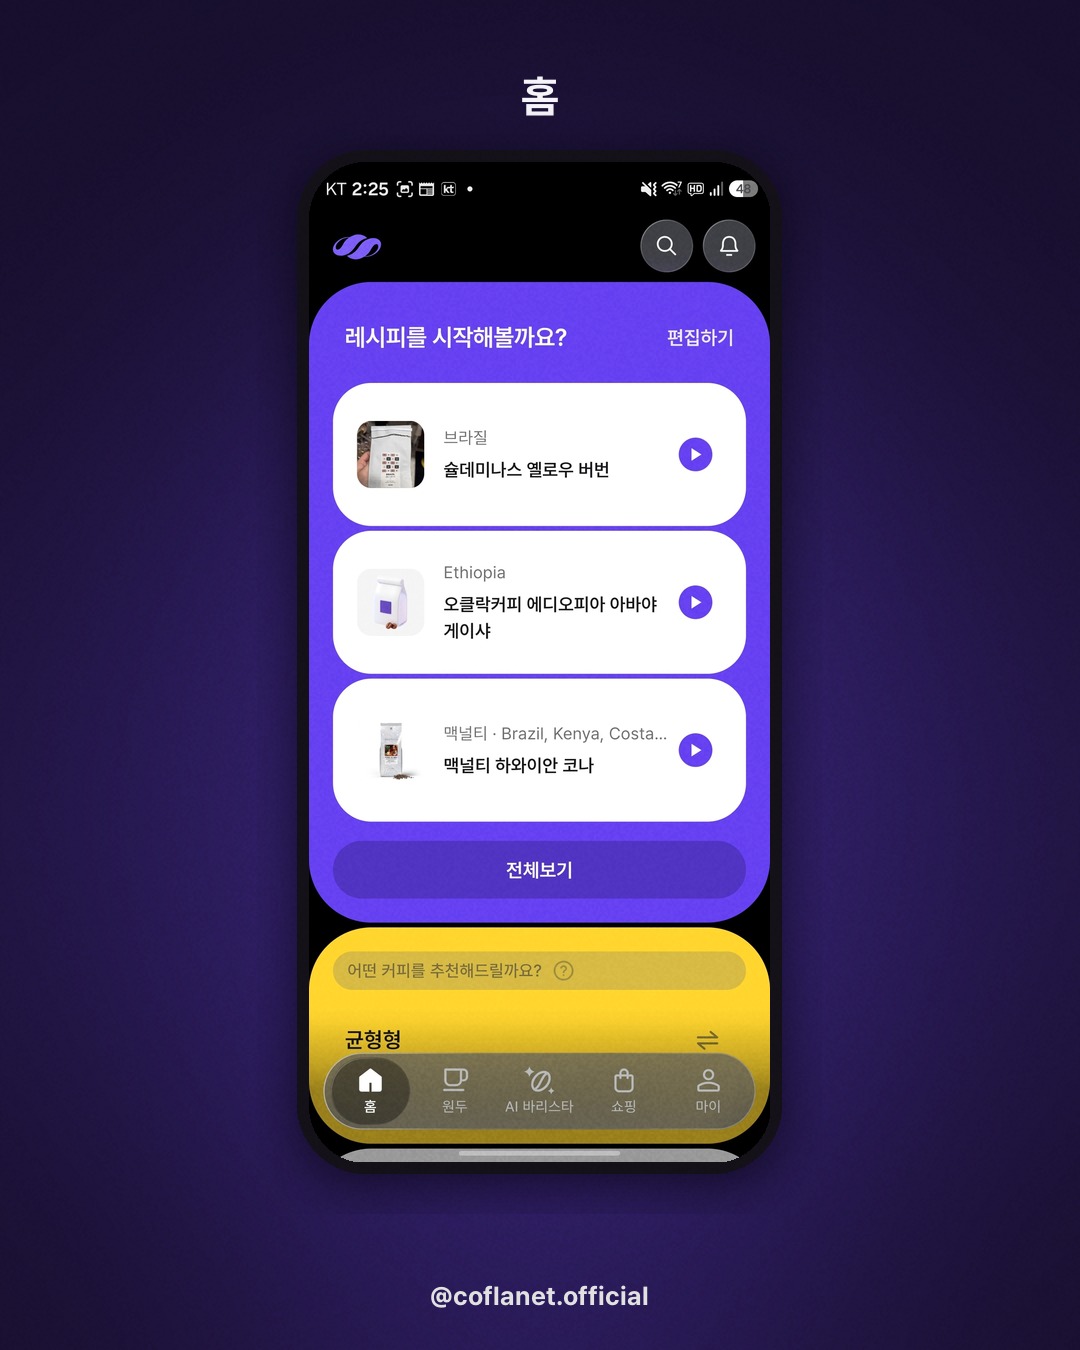 홈
KT 2:25 kt HD 48
레시피를 시작해볼까요? 편집하기
브라질
슐데미나스 옐로우 버번
Ethiopia
오클락커피 에디오피아 아바야
게이샤
맥널티 · Brazil, Kenya, Costa...
맥널티 하와이안 코나
전체보기
어떤 커피를 추천해드릴까요? ?
균형형
홈 원두 AI 바리스타 쇼핑 마이
@coflanet.official